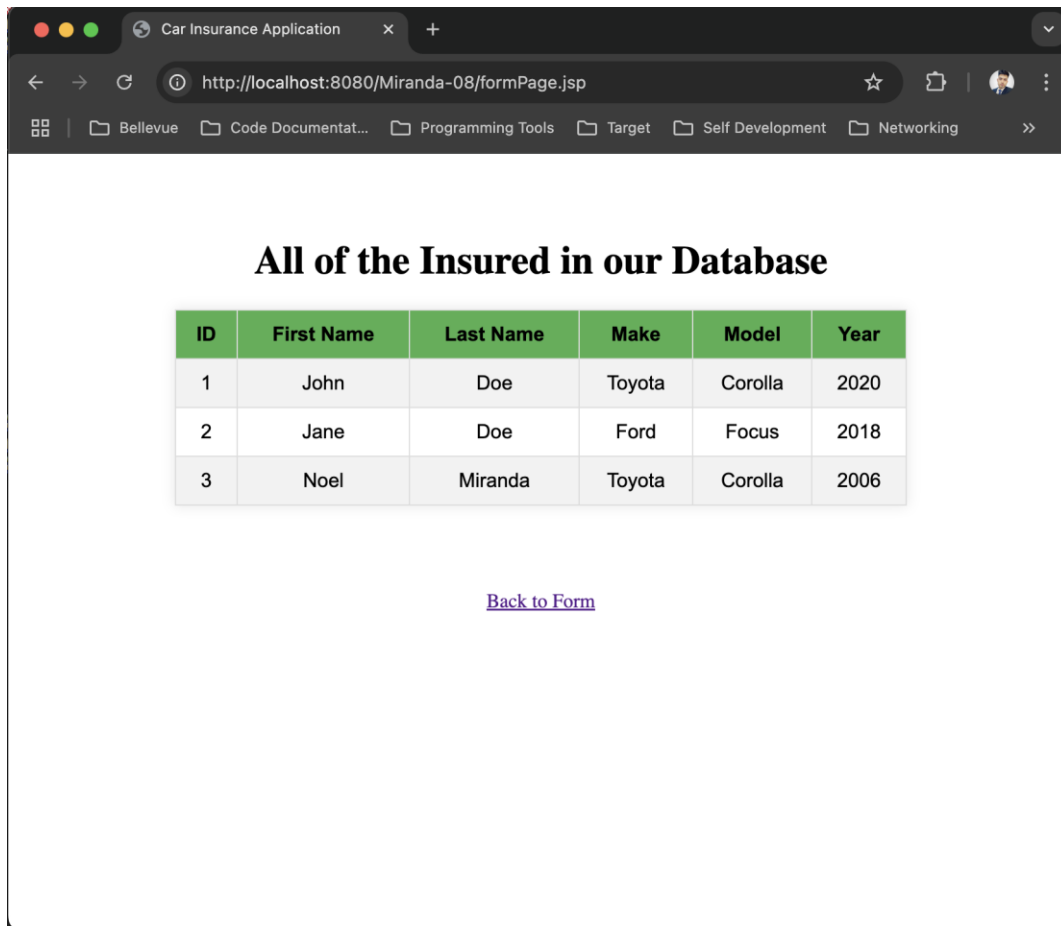 Car Insurance Application
http://localhost:8080/Miranda-08/formPage.jsp
Bellevue Code Documentat... Programming Tools Target Self Development Networking
All of the Insured in our Database
ID First Name Last Name Make Model Year
1 John Doe Toyota Corolla 2020
2 Jane Doe Ford Focus 2018
3 Noel Miranda Toyota Corolla 2006
Back to Form